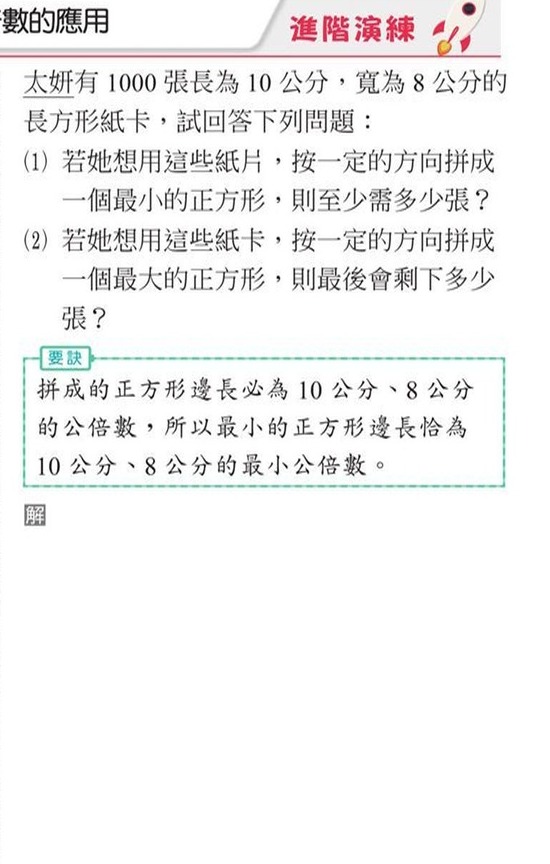 數的應用
進階演練
太妍有 1000 張長為 10 公分,寬為 8 公分的
長方形紙卡,試回答下列問題:
⑴ 若她想用這些紙片,按一定的方向拼成
一個最小的正方形,則至少需多少張?
⑵ 若她想用這些紙卡,按一定的方向拼成
一個最大的正方形,則最後會剩下多少
張?
要訣
拼成的正方形邊長必為 10 公分、8 公分
的公倍數,所以最小的正方形邊長恰為
10 公分、8 公分的最小公倍數。
解